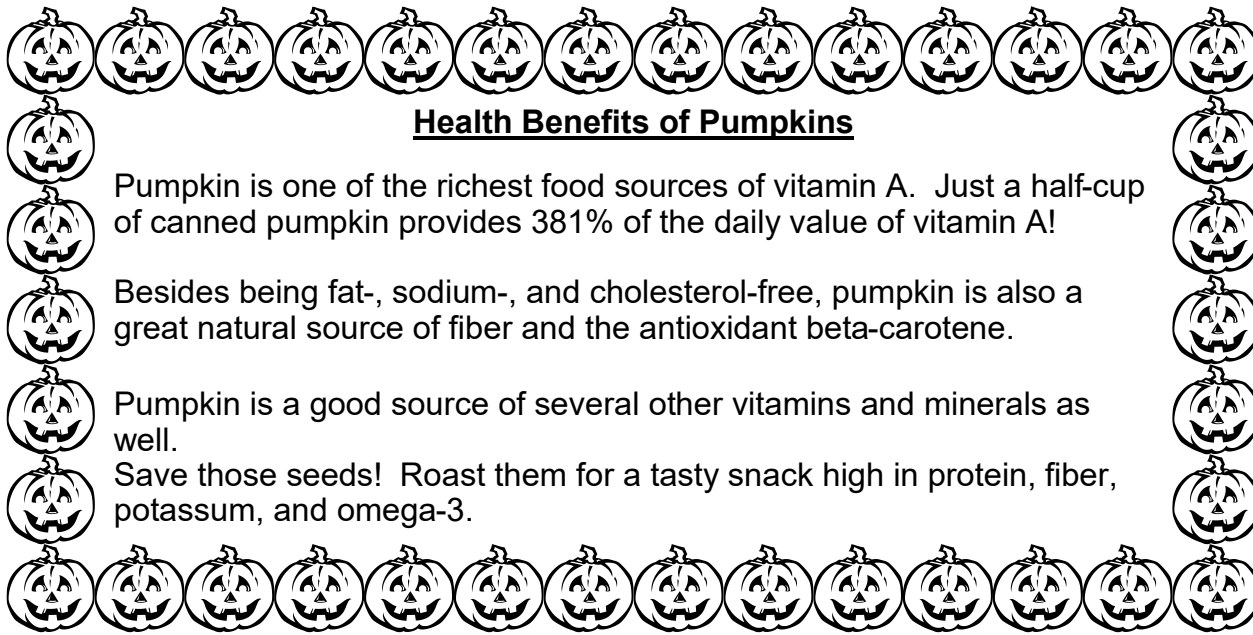 Health Benefits of Pumpkins
Pumpkin is one of the richest food sources of vitamin A.  Just a half-cup
of canned pumpkin provides 381% of the daily value of vitamin A!
Besides being fat-, sodium-, and cholesterol-free, pumpkin is also a
great natural source of fiber and the antioxidant beta-carotene.
Pumpkin is a good source of several other vitamins and minerals as
well.
Save those seeds!  Roast them for a tasty snack high in protein, fiber,
potassum, and omega-3.